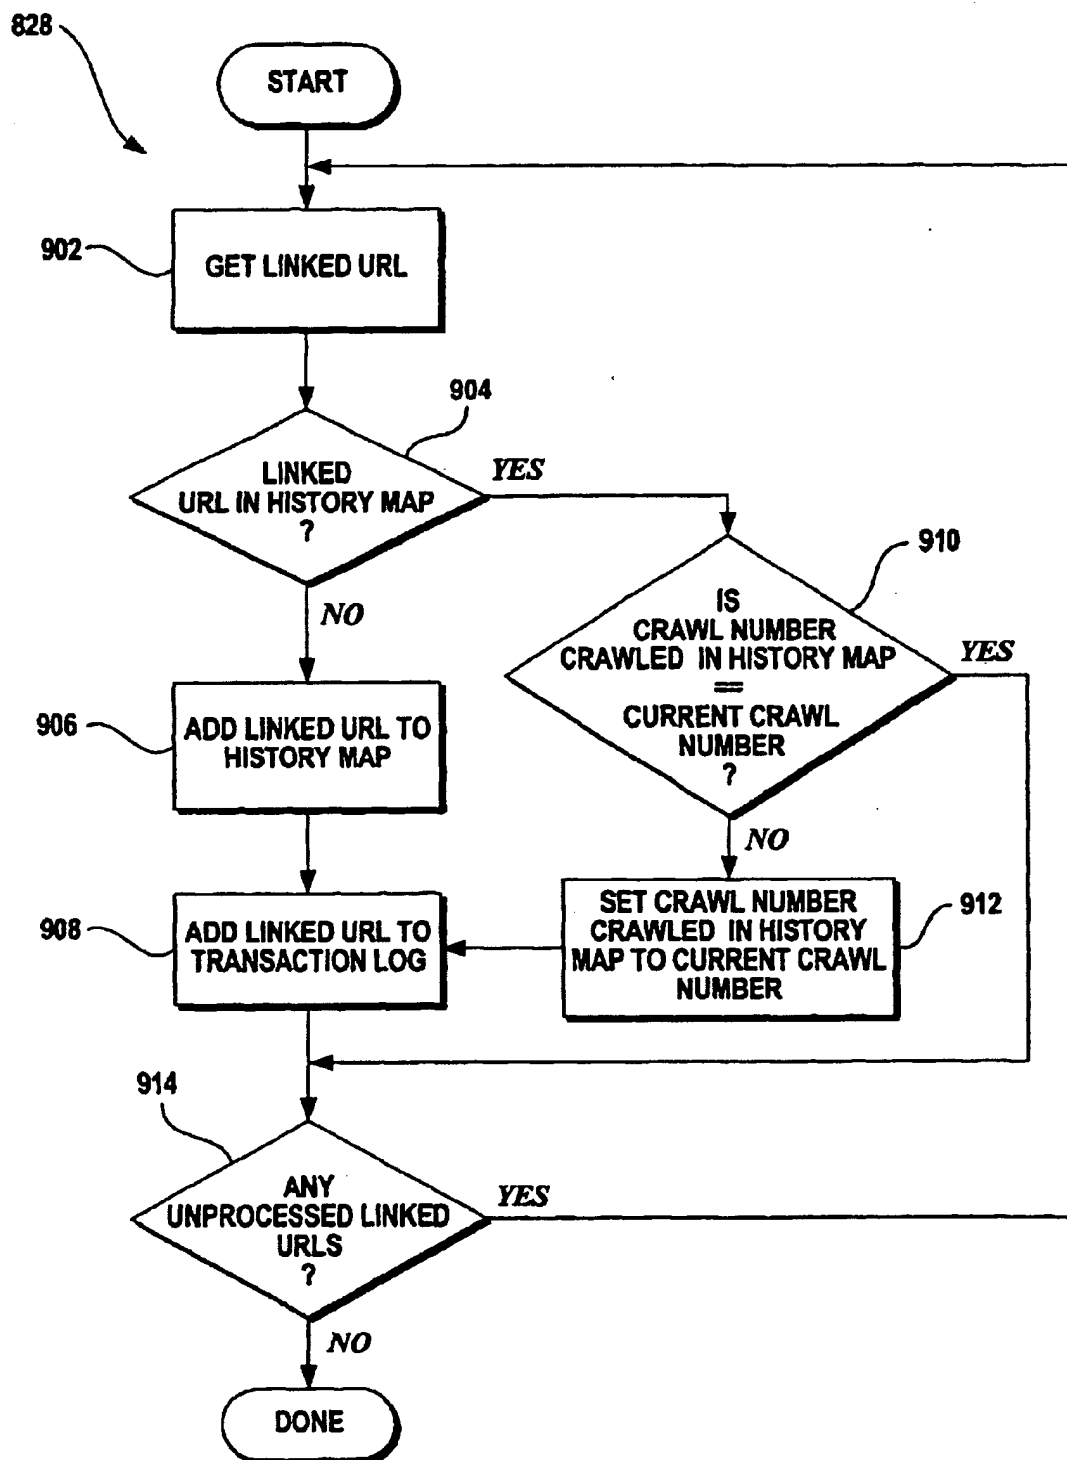 828
START
902
GET LINKED URL
904
LINKED
URL IN HISTORY MAP
?
YES
NO
910
IS
CRAWL NUMBER
CRAWLED IN HISTORY MAP
==
CURRENT CRAWL
NUMBER
?
YES
NO
906
ADD LINKED URL TO
HISTORY MAP
908
ADD LINKED URL TO
TRANSACTION LOG
912
SET CRAWL NUMBER
CRAWLED IN HISTORY
MAP TO CURRENT CRAWL
NUMBER
914
ANY
UNPROCESSED LINKED
URLS
?
YES
NO
DONE